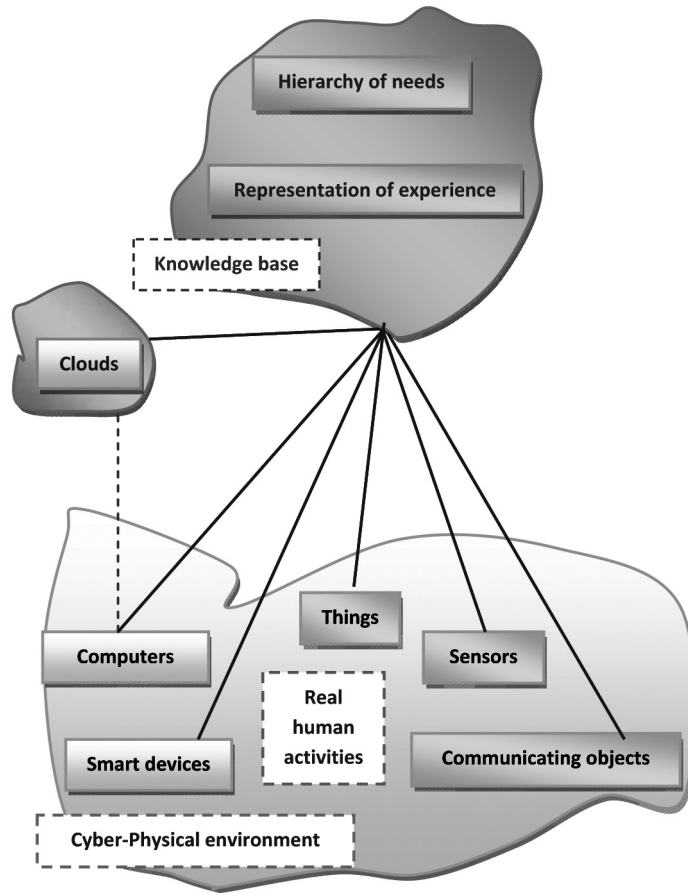 Hierarchy of needs
Representation of experience
Knowledge base
Clouds
Things
Computers
Sensors
Real
human
activities
Smart devices
Communicating objects
Cyber-Physical environment